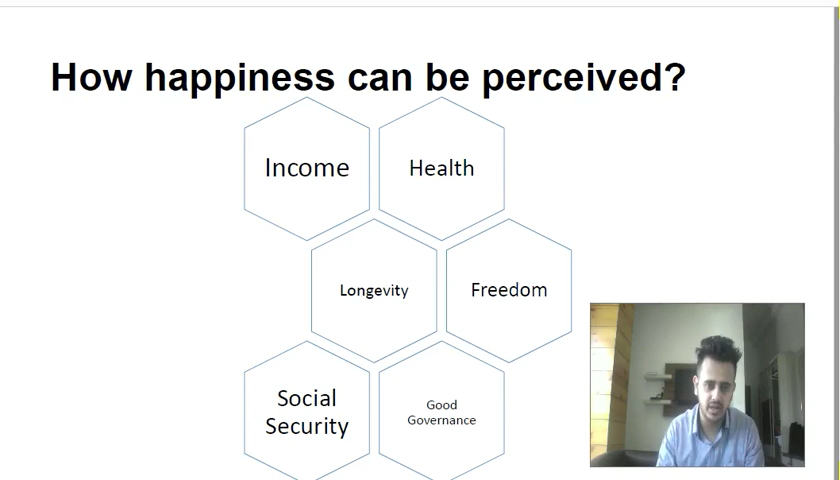 How happiness can be perceived?
Income
Health
Longevity
Freedom
Social
Security
Good
Governance